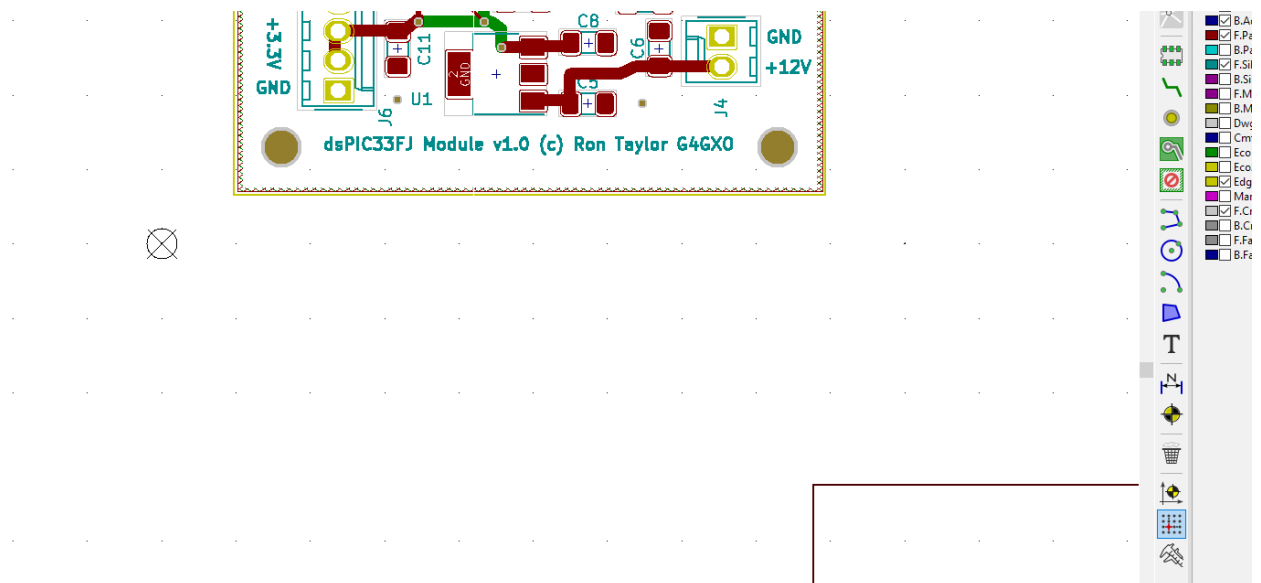 B.A
C8
F.Pa
+3.3V
C11
C6
GND
B.Pa
F.Sil
2
GND
+12V
B.Si
GND
C5
F.M
U1
J4
B.M
J6
Dwg
dsPIC33FJ Module v1.0 (c) Ron Taylor G4GXO
Cm
Eco
Eco.
Edg
Mar
F.Cr
B.Cr
F.Fa
B.Fa
T
N